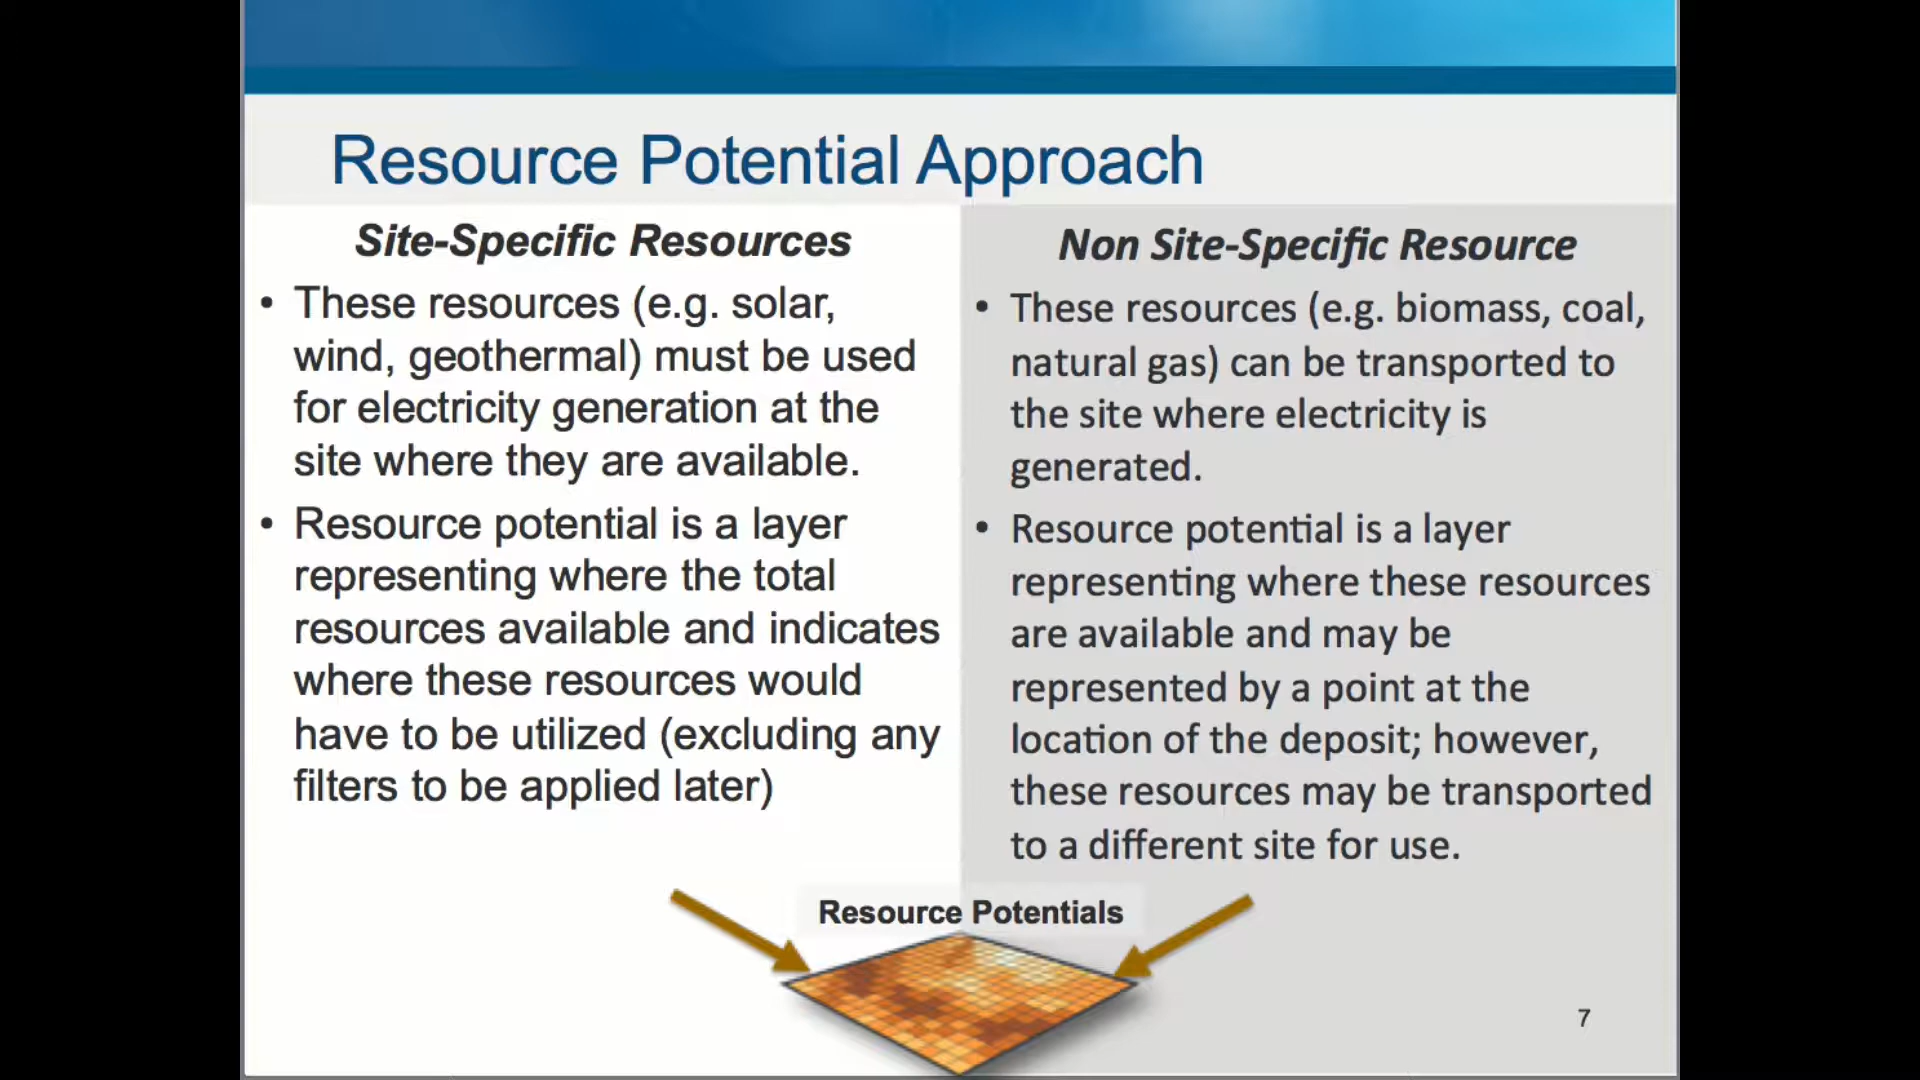 Resource Potential Approach
Site-Specific Resources
• These resources (e.g. solar,
wind, geothermal) must be used
for electricity generation at the
site where they are available.
• Resource potential is a layer
representing where the total
resources available and indicates
where these resources would
have to be utilized (excluding any
filters to be applied later)
Non Site-Specific Resource
• These resources (e.g. biomass, coal,
natural gas) can be transported to
the site where electricity is
generated.
• Resource potential is a layer
representing where these resources
are available and may be
represented by a point at the
location of the deposit; however,
these resources may be transported
to a different site for use.
Resource Potentials
7